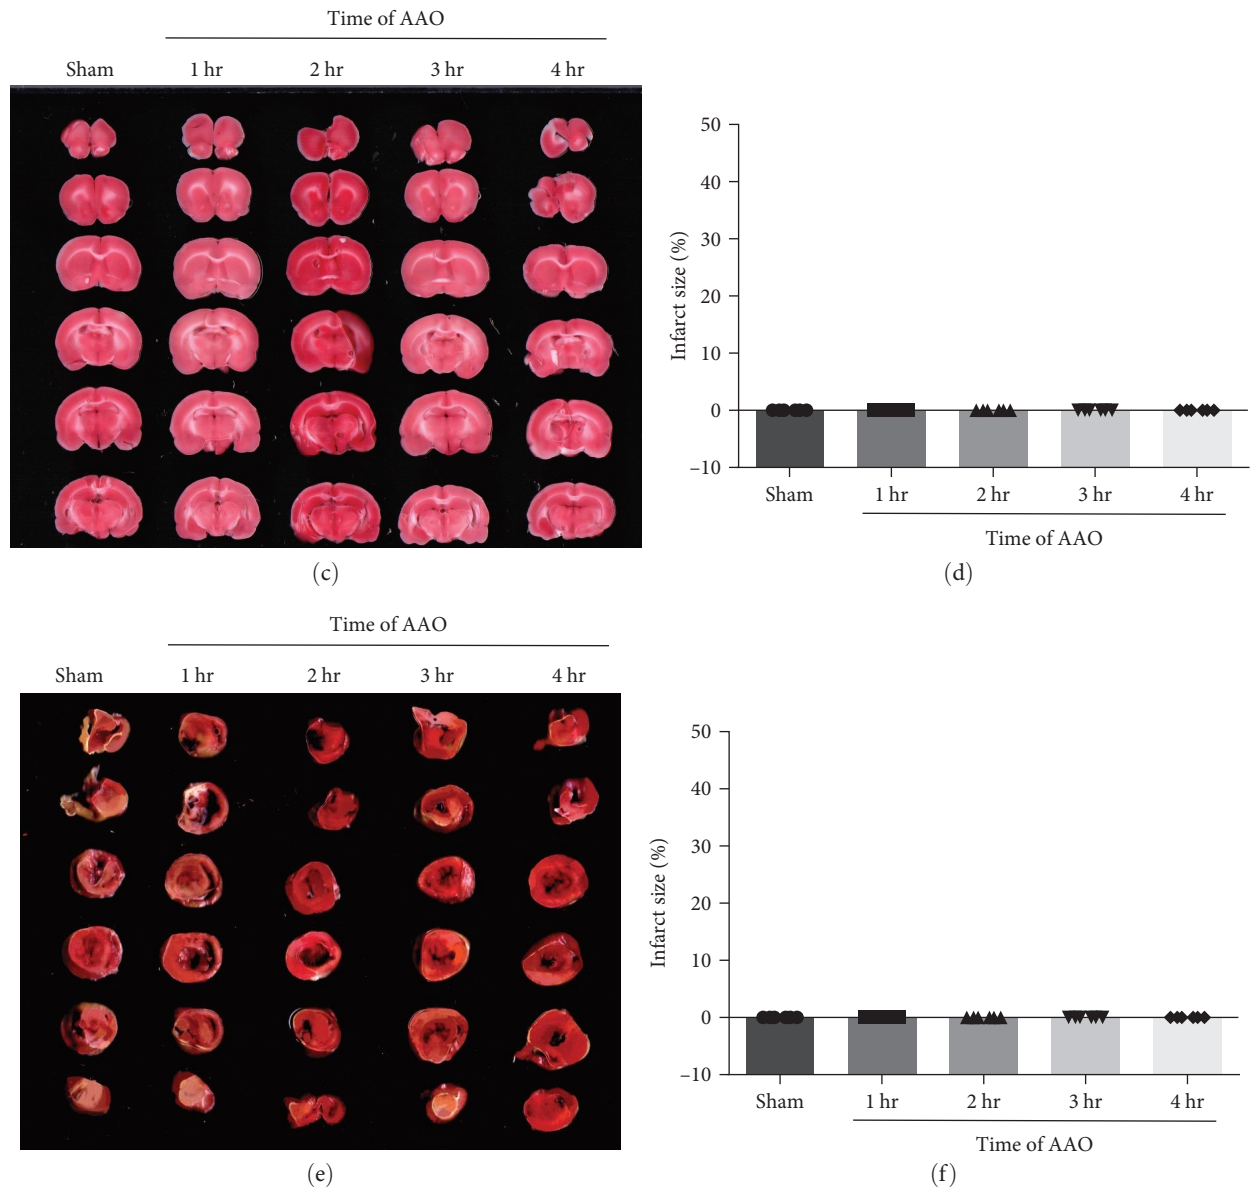 Time of AAO
Sham 1 hr 2 hr 3 hr 4 hr
(c)
50
40
30
20
10
0
–10
Infarct size (%)
Sham 1 hr 2 hr 3 hr 4 hr
Time of AAO
(d)
Time of AAO
Sham 1 hr 2 hr 3 hr 4 hr
(e)
50
40
30
20
10
0
–10
Infarct size (%)
Sham 1 hr 2 hr 3 hr 4 hr
Time of AAO
(f)